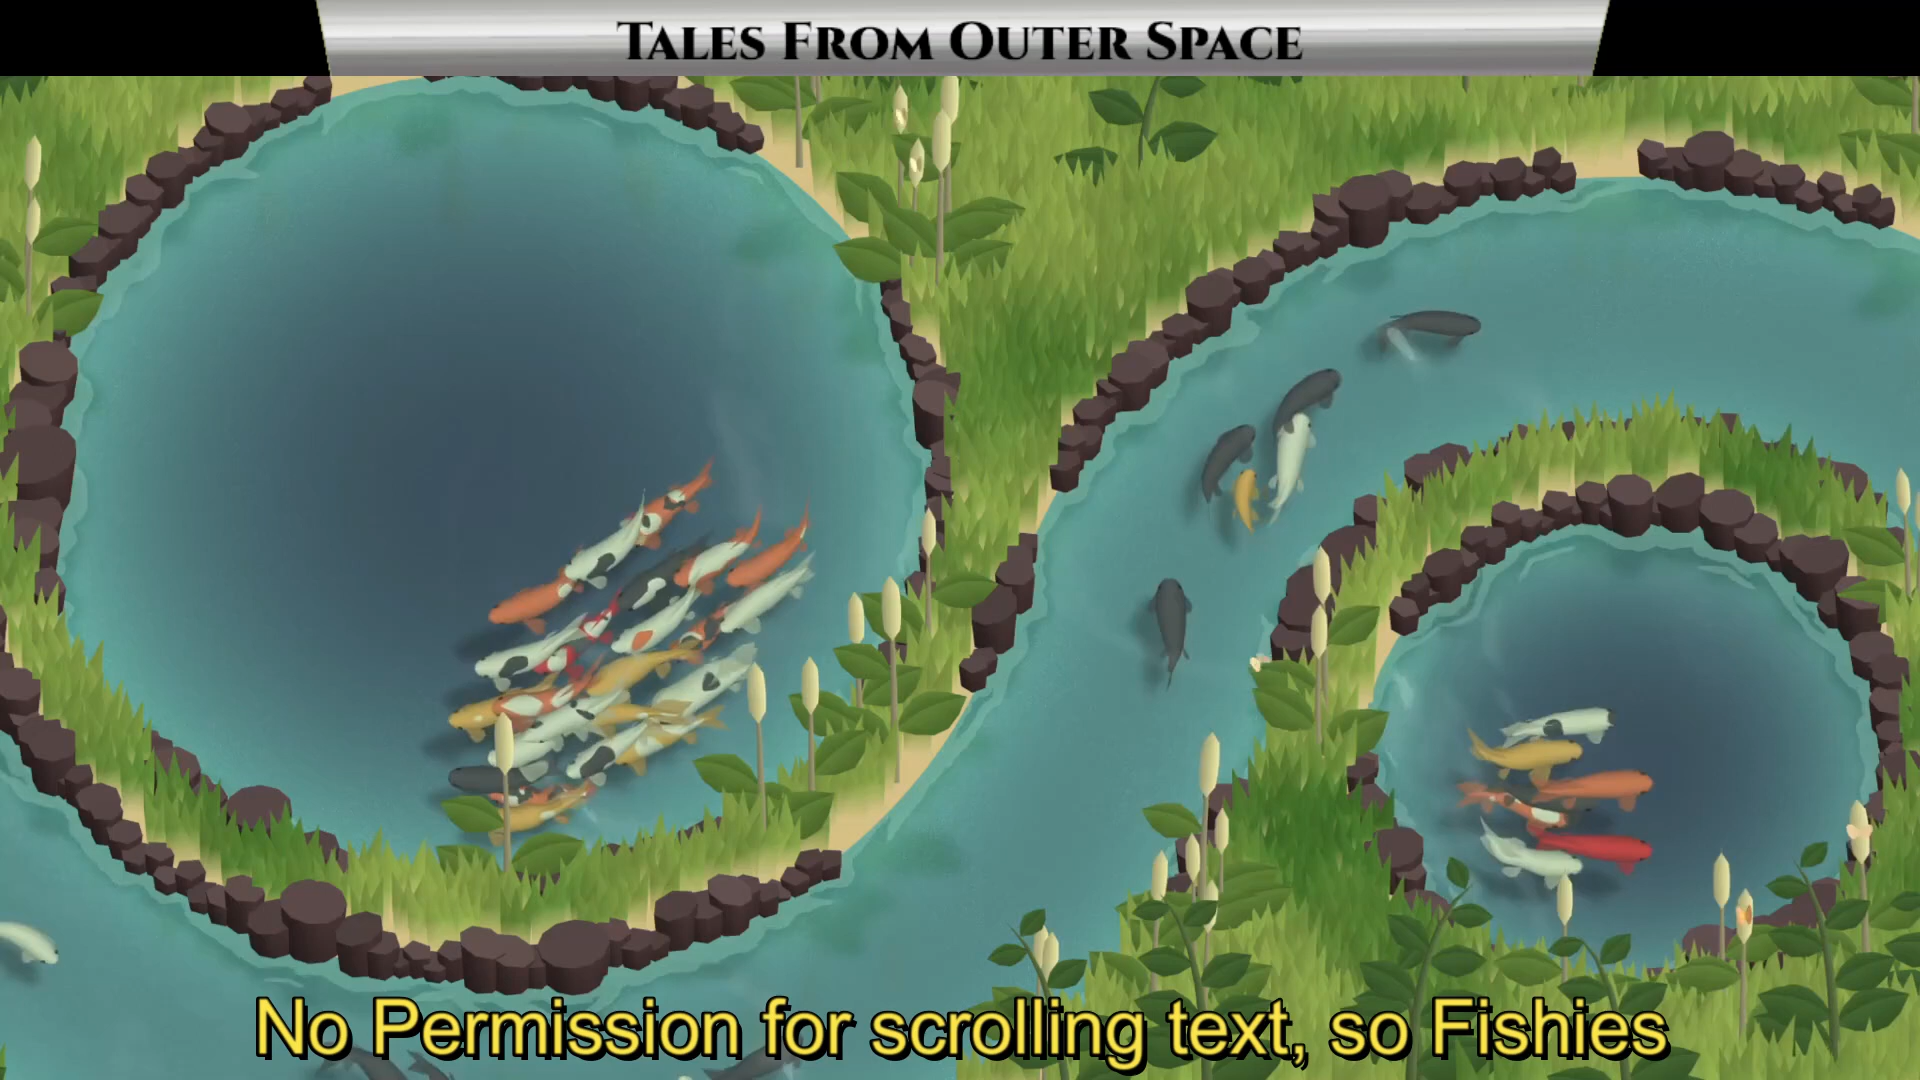 Tales From Outer Space
No Permission for scrolling text, so Fishies